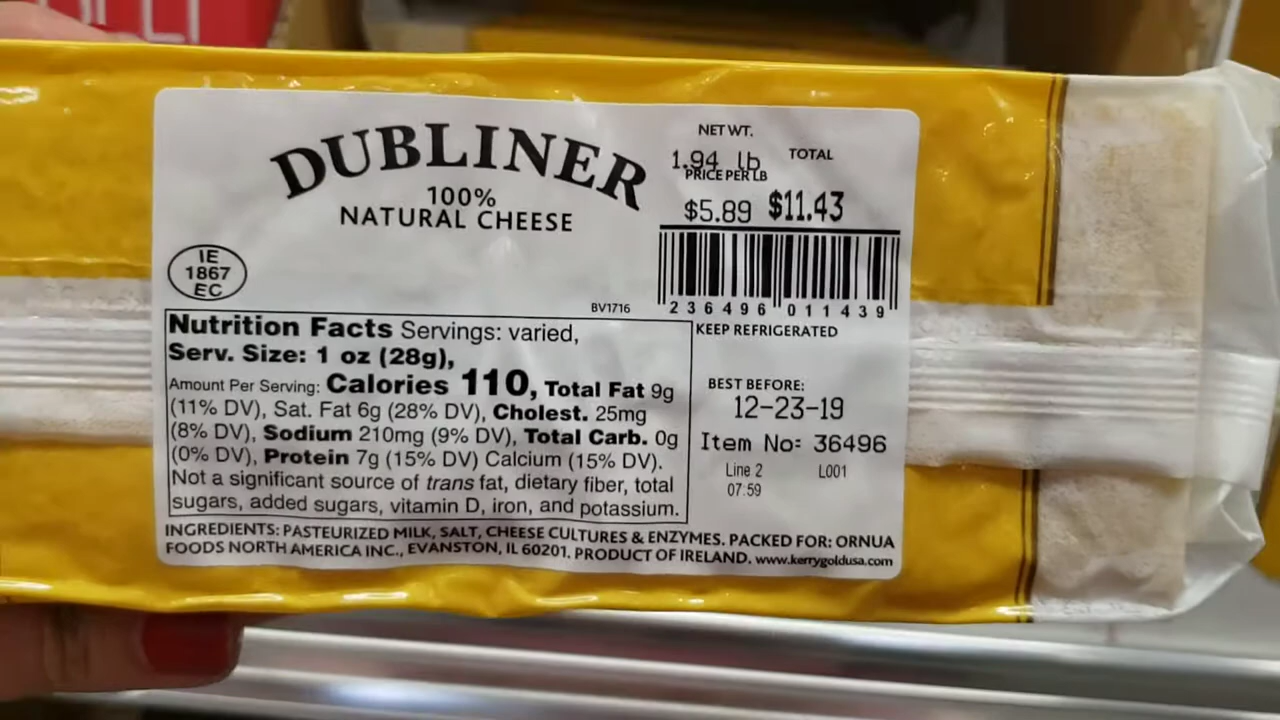 DUBLINER
100%
NATURAL CHEESE
NET WT.
1.94 lb
TOTAL
PRICE PER LB
$5.89 $11.43
IE
1867
EC
BV1716
236496 011439
KEEP REFRIGERATED
Nutrition Facts Servings: varied,
Serv. Size: 1 oz (28g),
Amount Per Serving: Calories 110, Total Fat 9g
(11% DV), Sat. Fat 6g (28% DV), Cholest. 25mg
(8% DV), Sodium 210mg (9% DV), Total Carb. 0g
(0% DV), Protein 7g (15% DV) Calcium (15% DV).
Not a significant source of trans fat, dietary fiber, total
sugars, added sugars, vitamin D, iron, and potassium.
BEST BEFORE:
12-23-19
Item No: 36496
Line 2 L001
07:59
INGREDIENTS: PASTEURIZED MILK, SALT, CHEESE CULTURES & ENZYMES. PACKED FOR: ORNUA
FOODS NORTH AMERICA INC., EVANSTON, IL 60201. PRODUCT OF IRELAND. www.kerrygoldusa.com